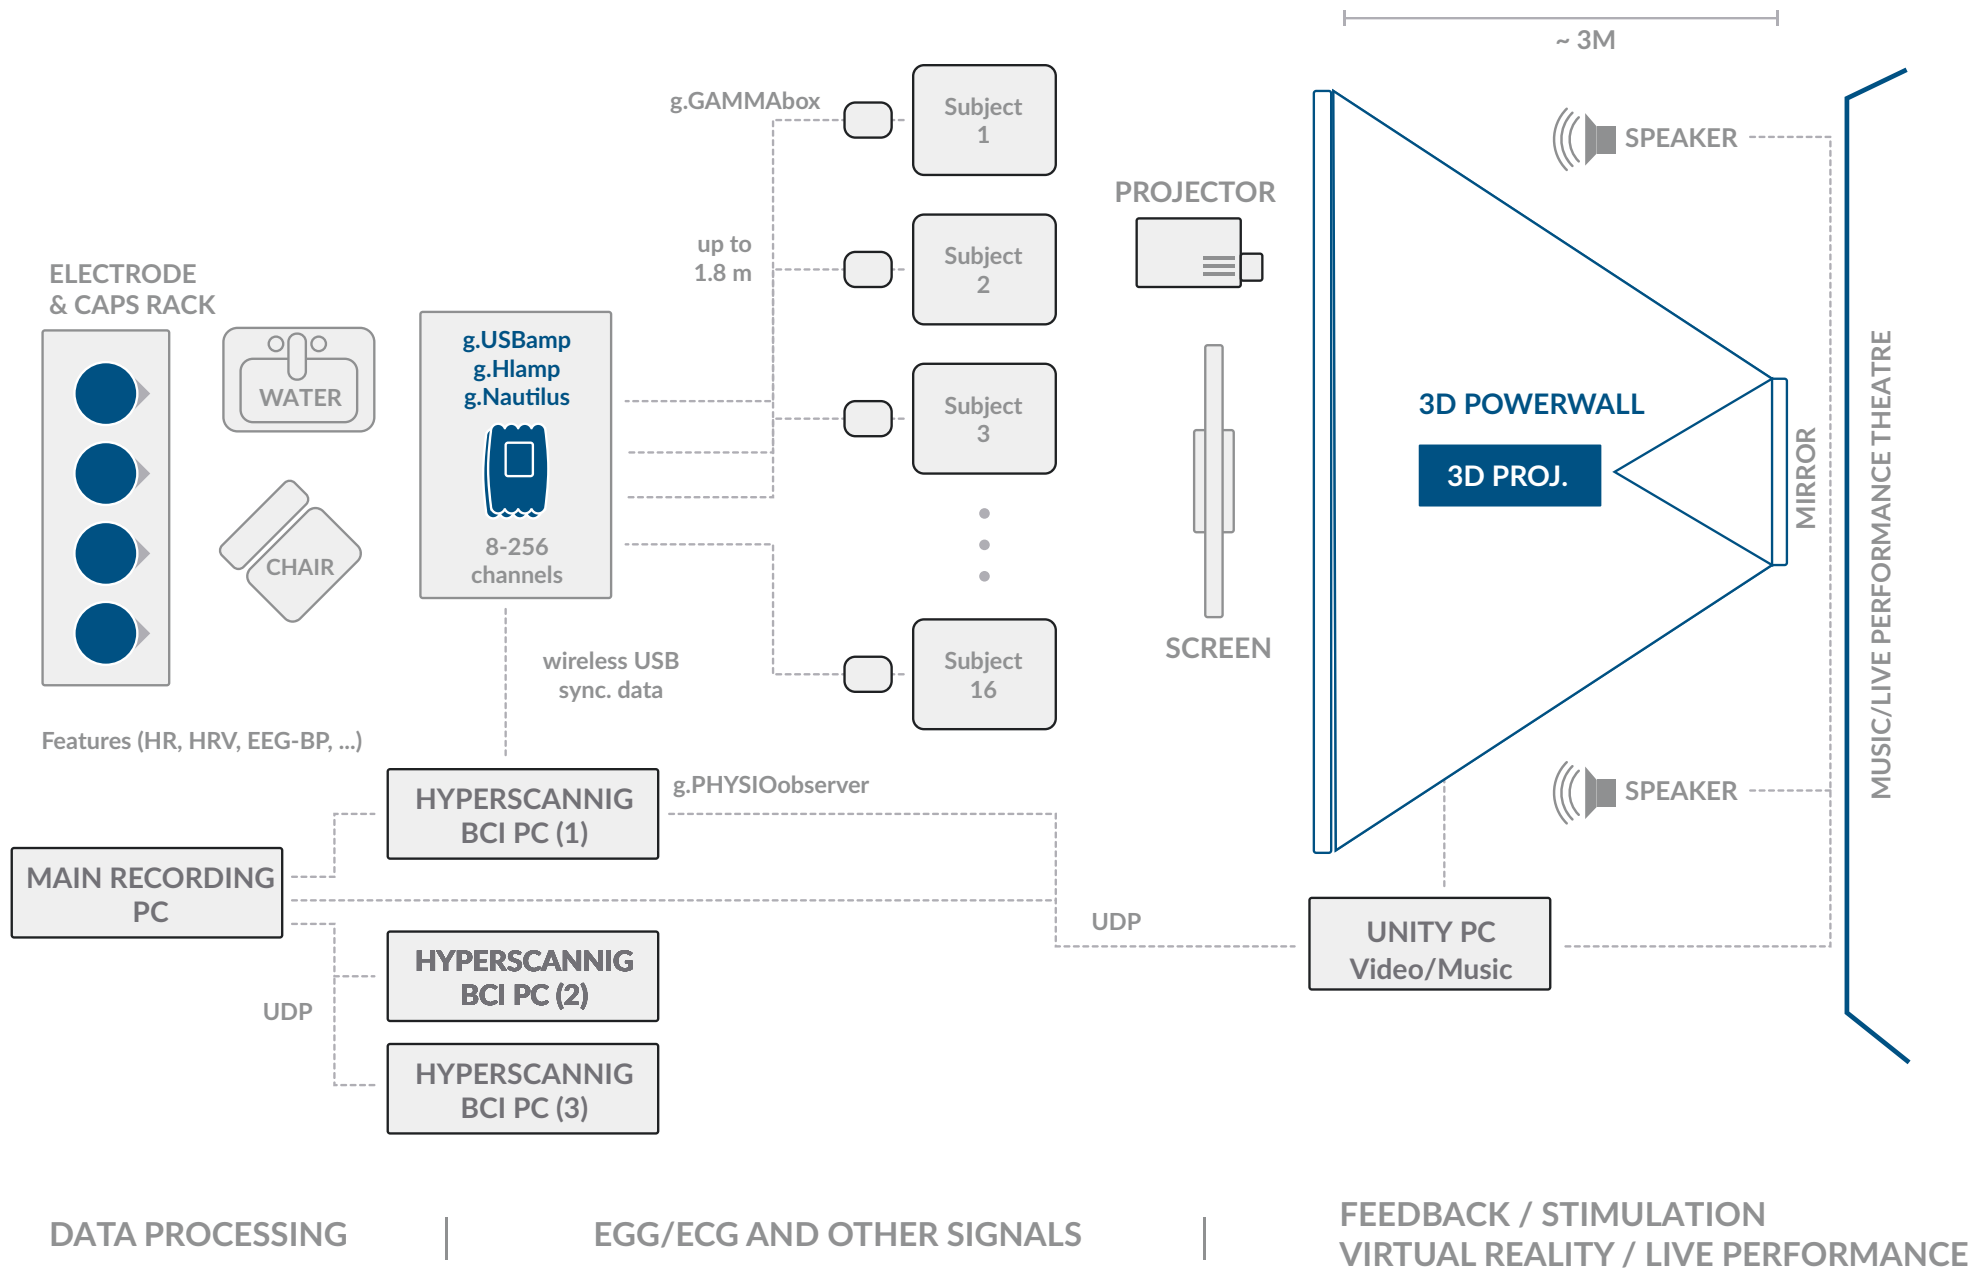 ~ 3M
g.GAMMAbox
Subject
1
SPEAKER
PROJECTOR
up to
1.8 m
Subject
2
ELECTRODE
& CAPS RACK
WATER
CHAIR
g.USBamp
g.HIamp
g.Nautilus
8-256
channels
Subject
3
Subject
16
SCREEN
3D POWERWALL
3D PROJ.
MIRROR
MUSIC/LIVE PERFORMANCE THEATRE
wireless USB
sync. data
Features (HR, HRV, EEG-BP, ...)
HYPERSCANNIG
BCI PC (1)
g.PHYSIOobserver
SPEAKER
MAIN RECORDING
PC
UDP
UNITY PC
Video/Music
HYPERSCANNIG
BCI PC (2)
UDP
HYPERSCANNIG
BCI PC (3)
DATA PROCESSING
EGG/ECG AND OTHER SIGNALS
FEEDBACK / STIMULATION
VIRTUAL REALITY / LIVE PERFORMANCE